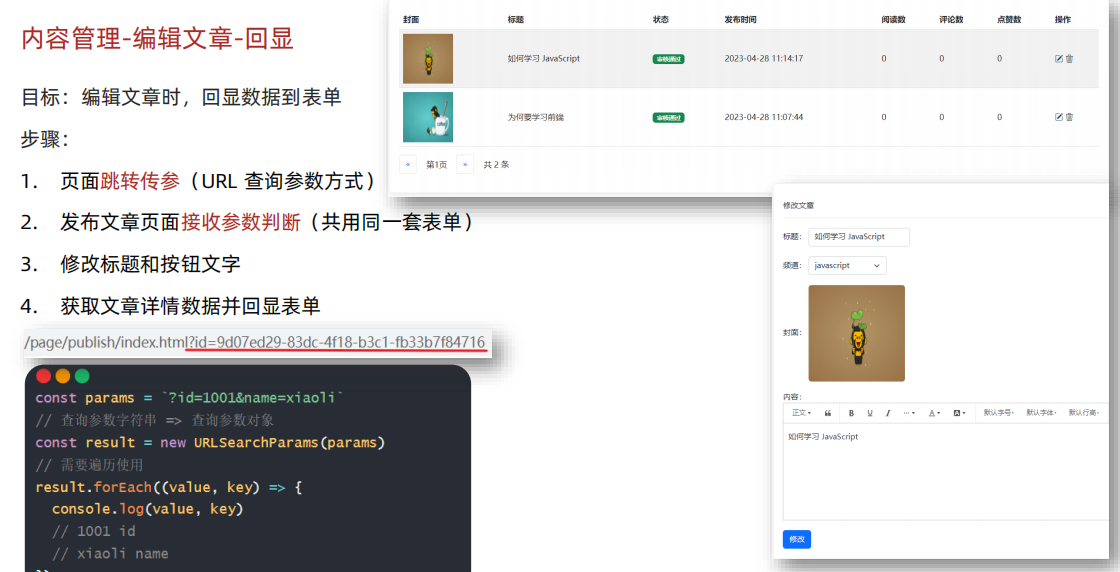 内容管理-编辑文章-回显
目标：编辑文章时，回显数据到表单
步骤：
1. 页面跳转传参（URL 查询参数方式）
2. 发布文章页面接收参数判断（共用同一套表单）
3. 修改标题和按钮文字
4. 获取文章详情数据并回显表单
/page/publish/index.html?id=9d07ed29-83dc-4f18-b3c1-fb33b7f84716
const params = `?id=1001&name=xiaoli`
// 查询参数字符串 => 查询参数对象
const result = new URLSearchParams(params)
// 需要遍历使用
result.forEach((value, key) => {
console.log(value, key)
// 1001 id
// xiaoli name
封面 标题 状态 发布时间 阅读数 评论数 点赞数 操作
如何学习 JavaScript 审核通过 2023-04-28 11:14:17 0 0 0
为何要学习前端 审核通过 2023-04-28 11:07:44 0 0 0
« 第1页 » 共 2 条
修改文章
标题： 如何学习 JavaScript
频道： javascript
封面：
内容：
正文 B U I ··· A A 默认字号 默认字体 默认行高
如何学习 JavaScript
修改